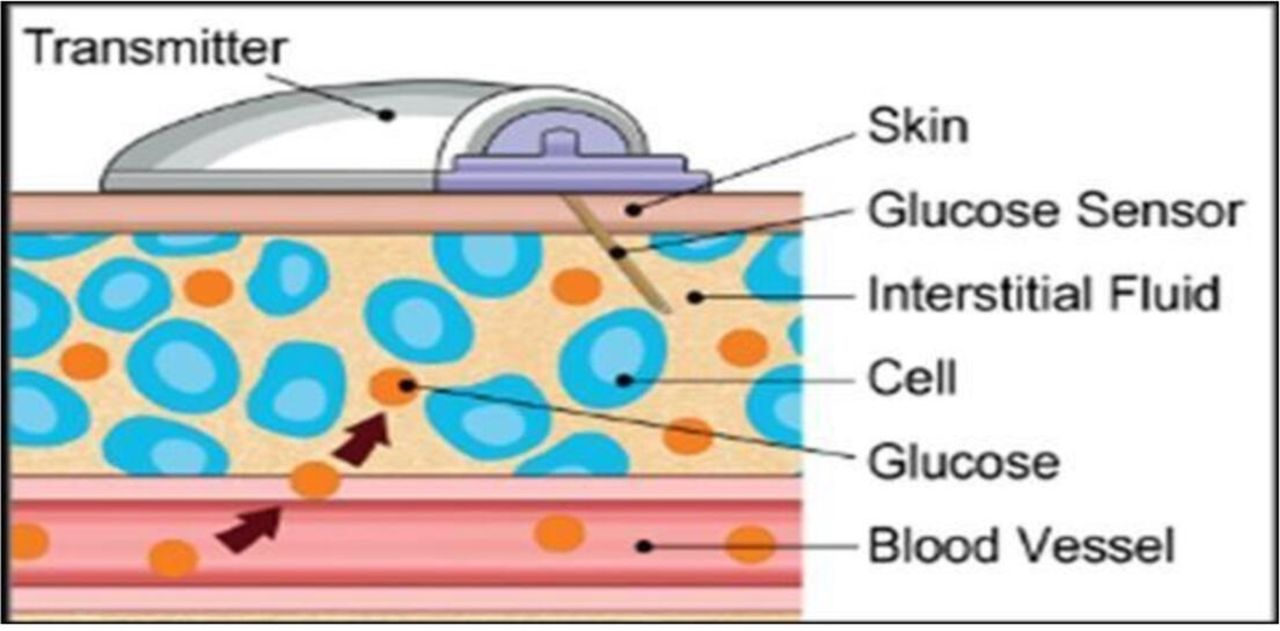 Transmitter
Skin
Glucose Sensor
Interstitial Fluid
Cell
Glucose
Blood Vessel